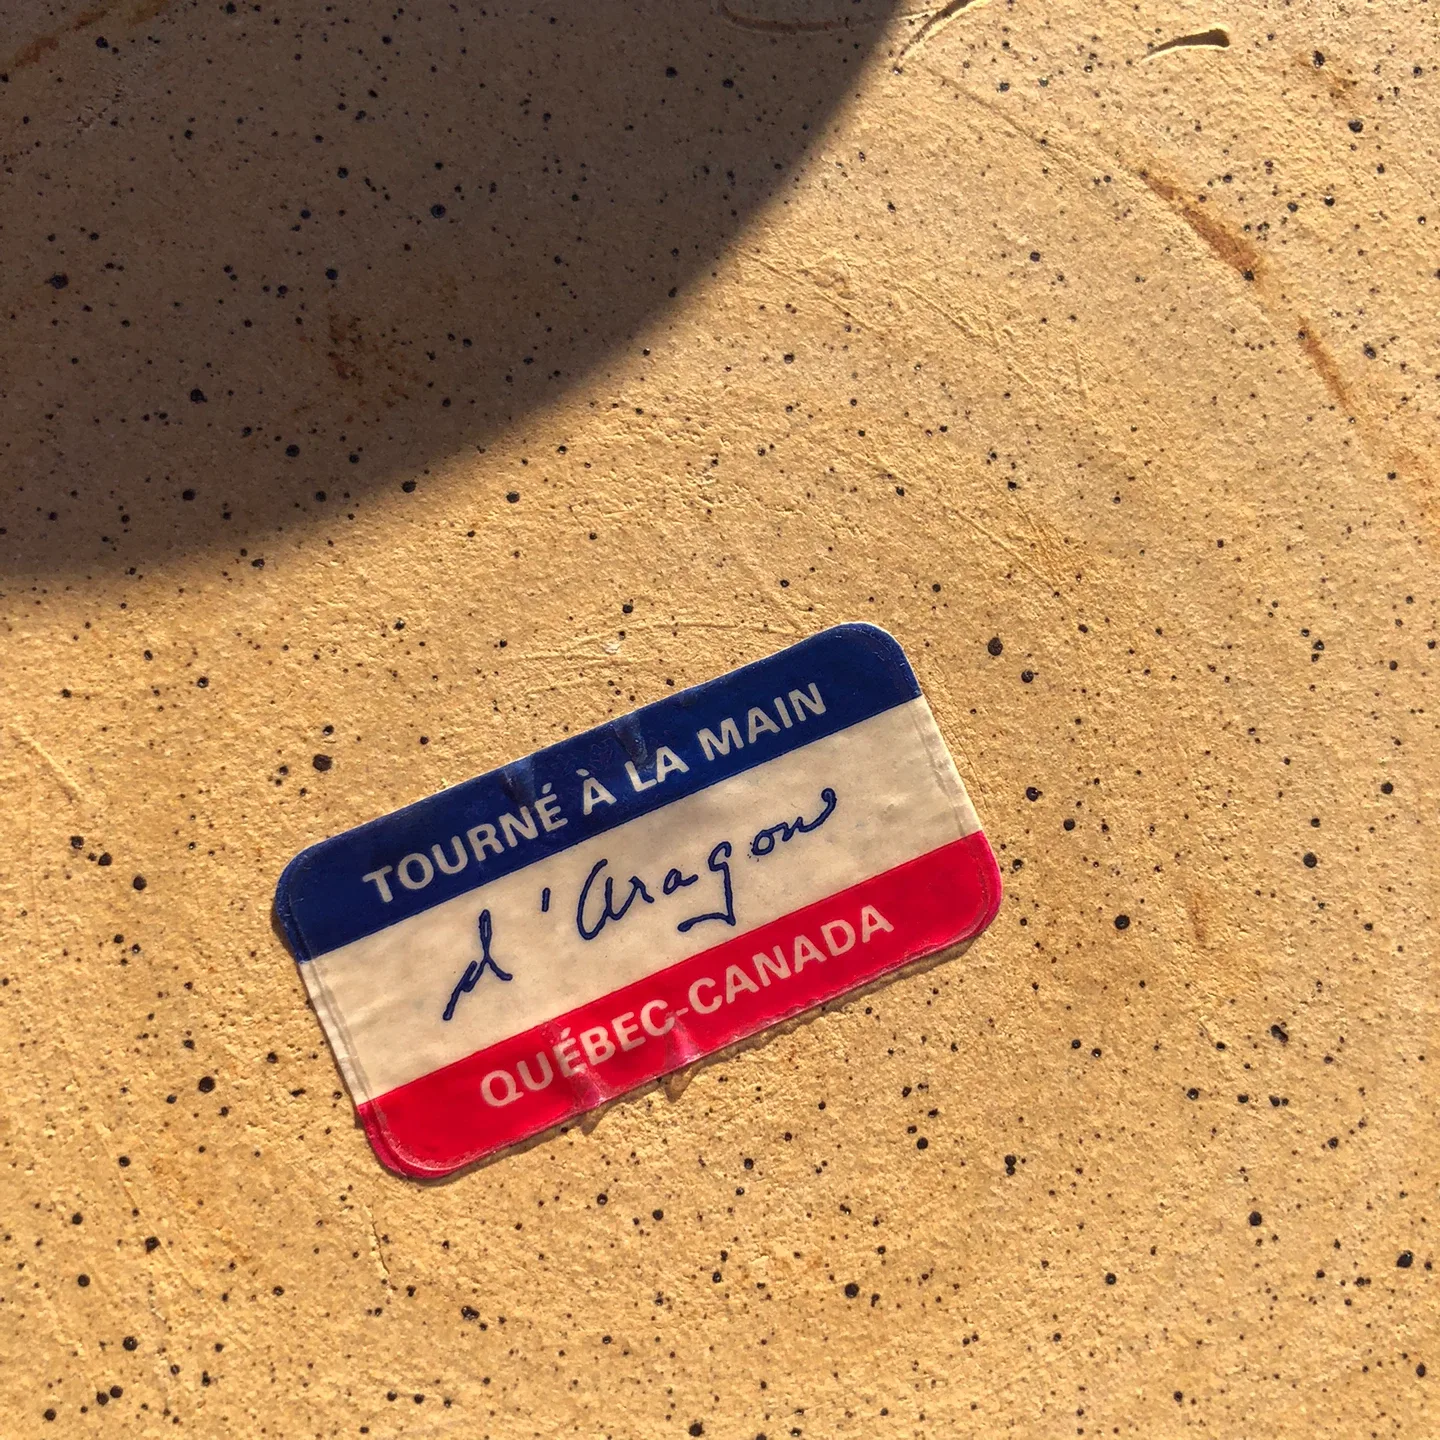 TOURNÉ À LA MAIN
d'Aragon
QUÉBEC-CANADA